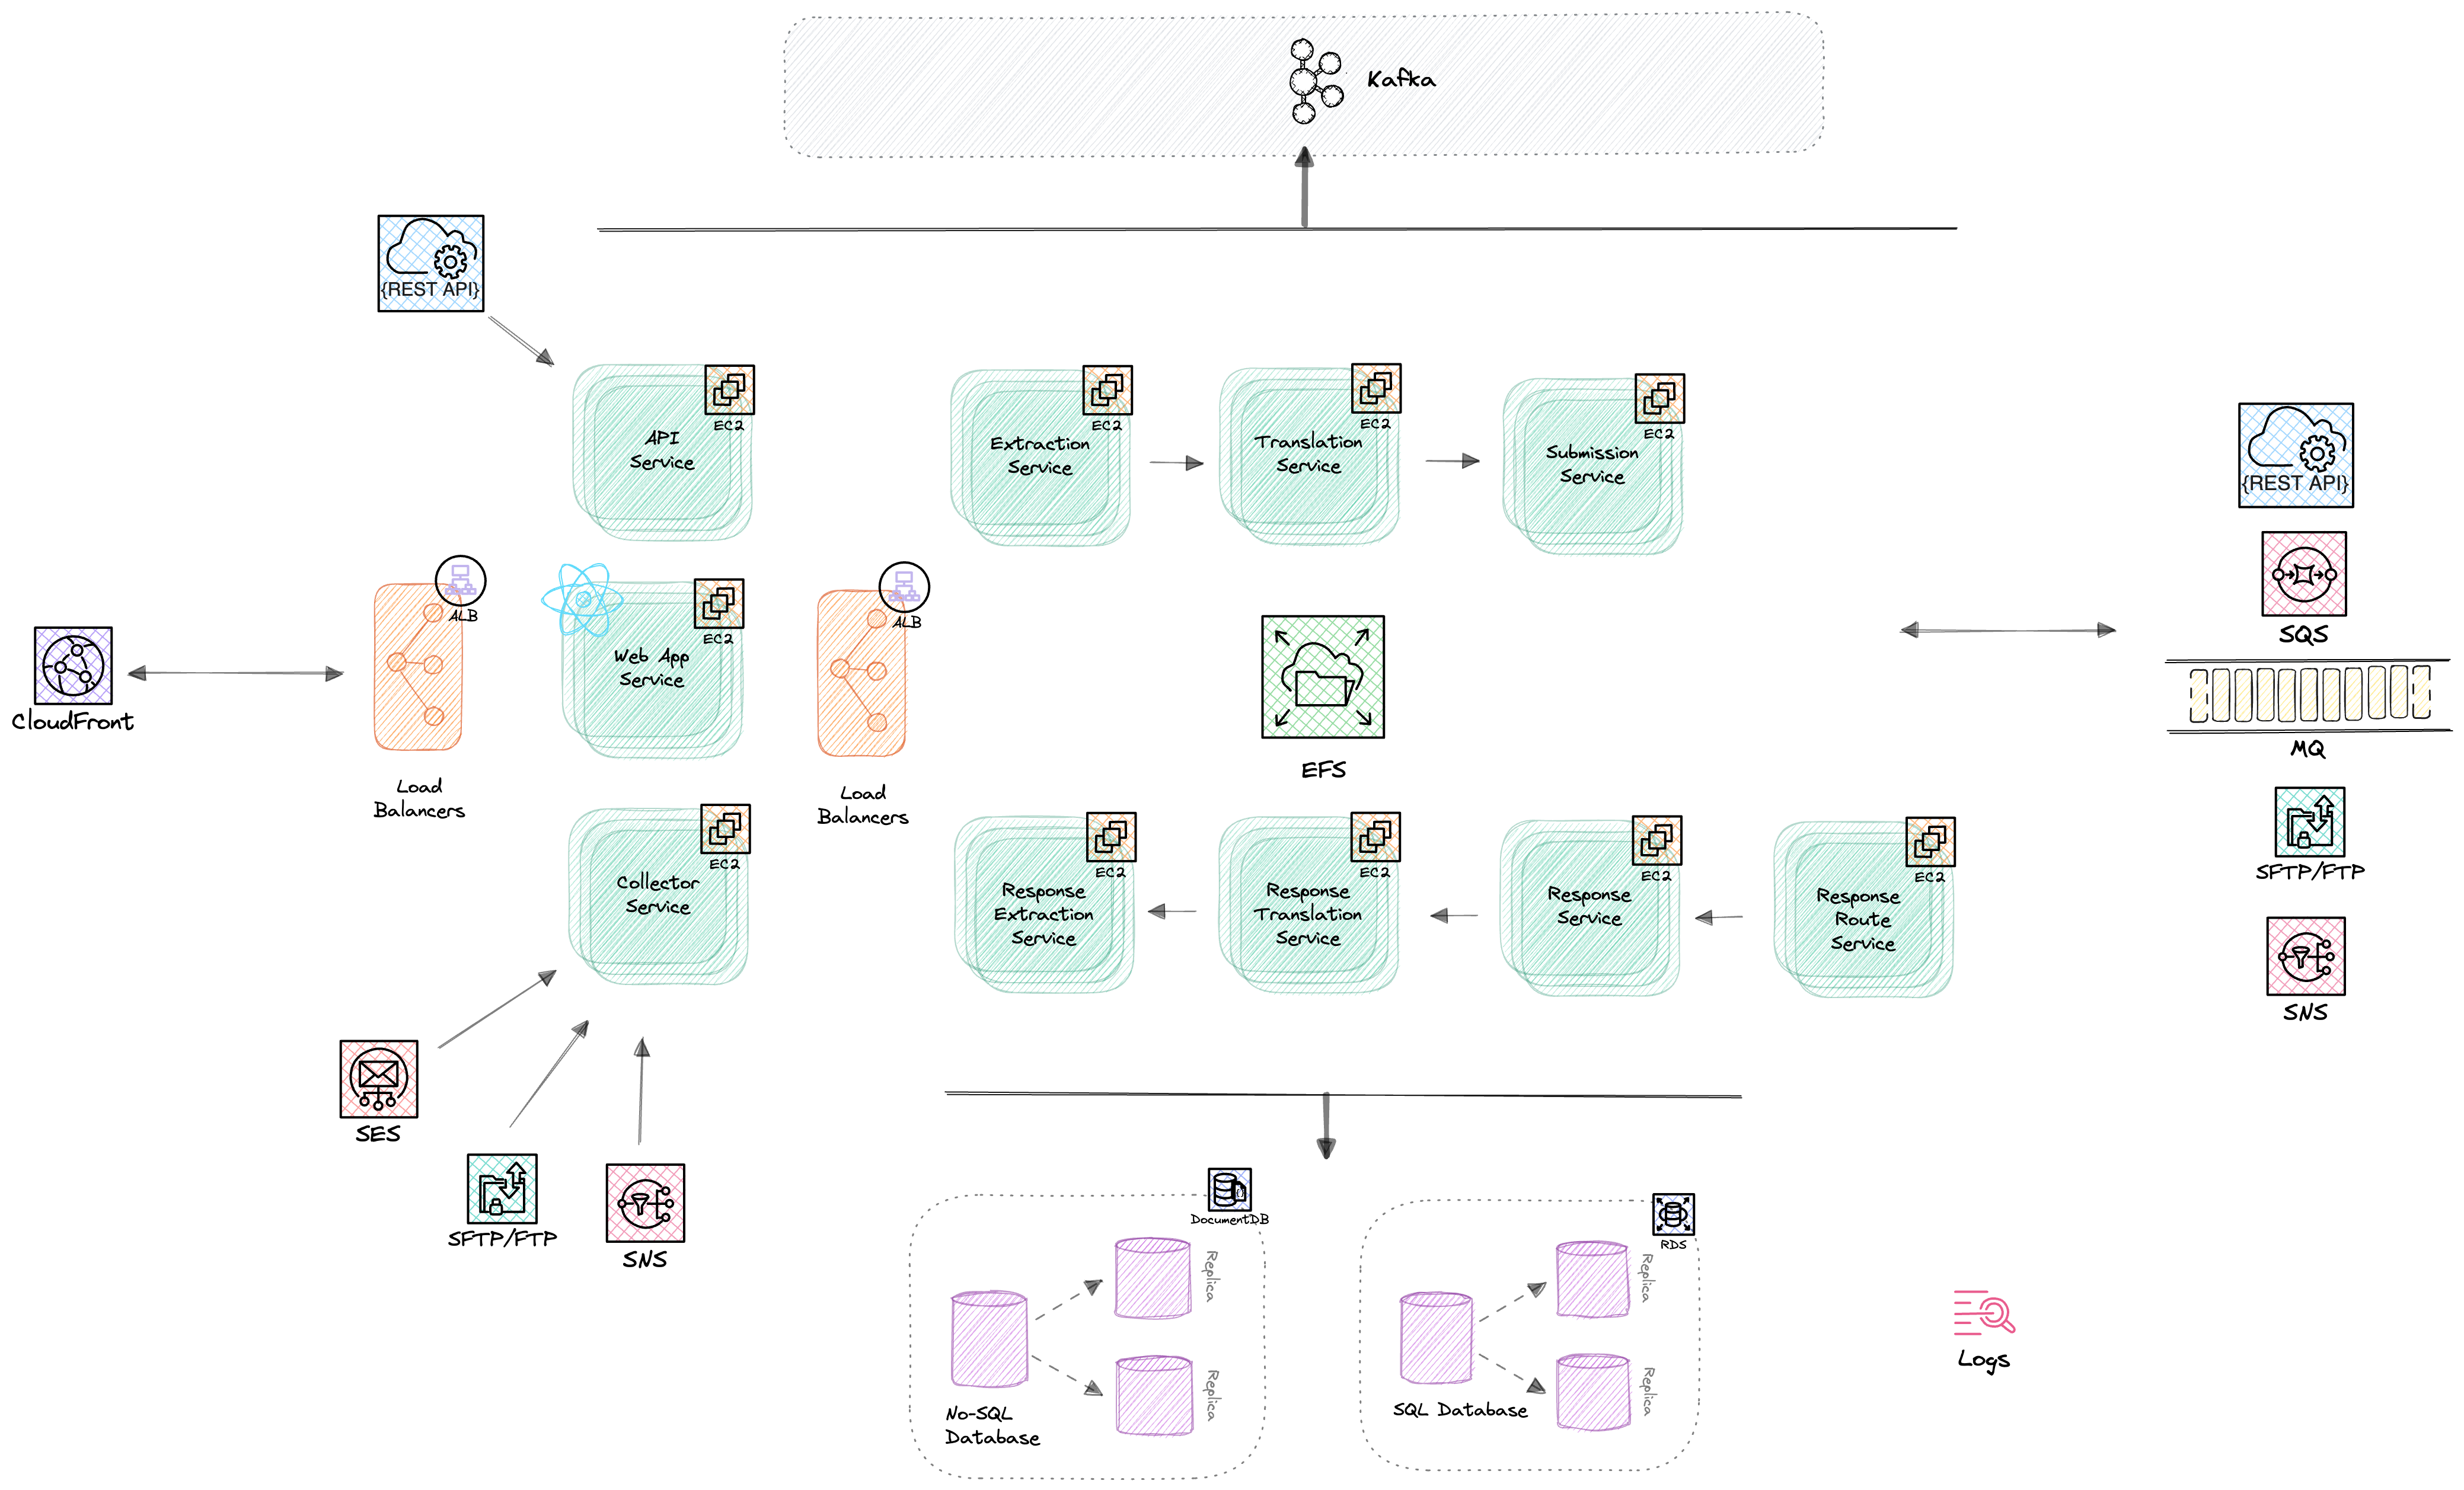 Kafka
{REST API}
EC2
API
Service
EC2
Extraction
Service
EC2
Translation
Service
EC2
Submission
Service
{REST API}
SQS
MQ
SFTP/FTP
SNS
CloudFront
ALB
Load
Balancers
EC2
Web App
Service
ALB
Load
Balancers
EFS
EC2
Collector
Service
EC2
Response
Extraction
Service
EC2
Response
Translation
Service
EC2
Response
Service
EC2
Response
Route
Service
SES
SFTP/FTP
SNS
DocumentDB
Replica
Replica
No-SQL
Database
RDS
Replica
Replica
SQL Database
Logs